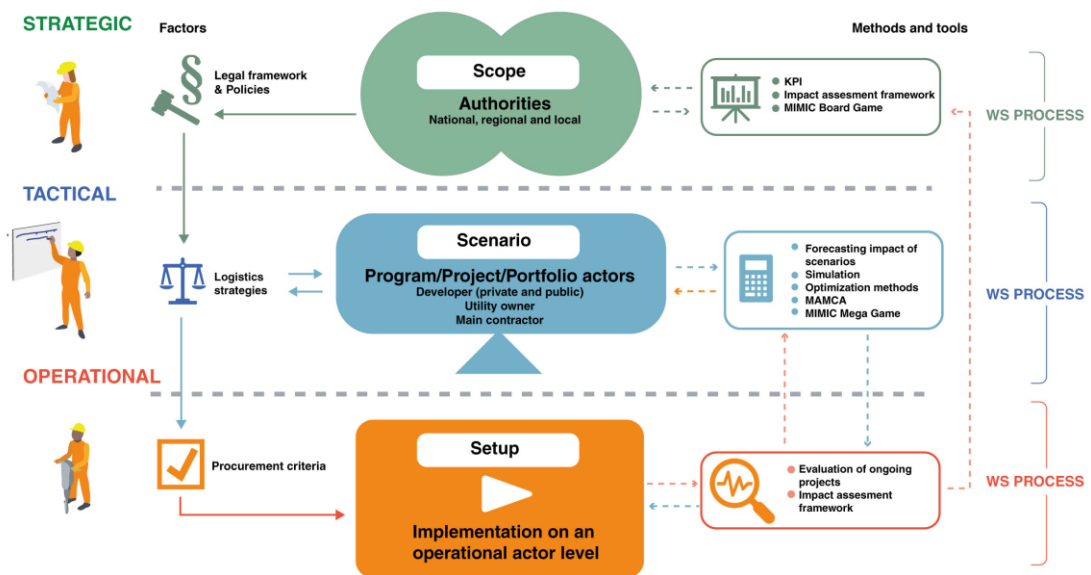 STRATEGIC
Factors
Methods and tools
§
Legal framework
& Policies
Scope
Authorities
National, regional and local
KPI
Impact assesment framework
MIMIC Board Game
WS PROCESS
TACTICAL
Logistics
strategies
Scenario
Program/Project/Portfolio actors
Developer (private and public)
Utility owner
Main contractor
Forecasting impact of
scenarios
Simulation
Optimization methods
MAMCA
MIMIC Mega Game
WS PROCESS
OPERATIONAL
Procurement criteria
Setup
Implementation on an
operational actor level
Evaluation of ongoing
projects
Impact assesment
framework
WS PROCESS